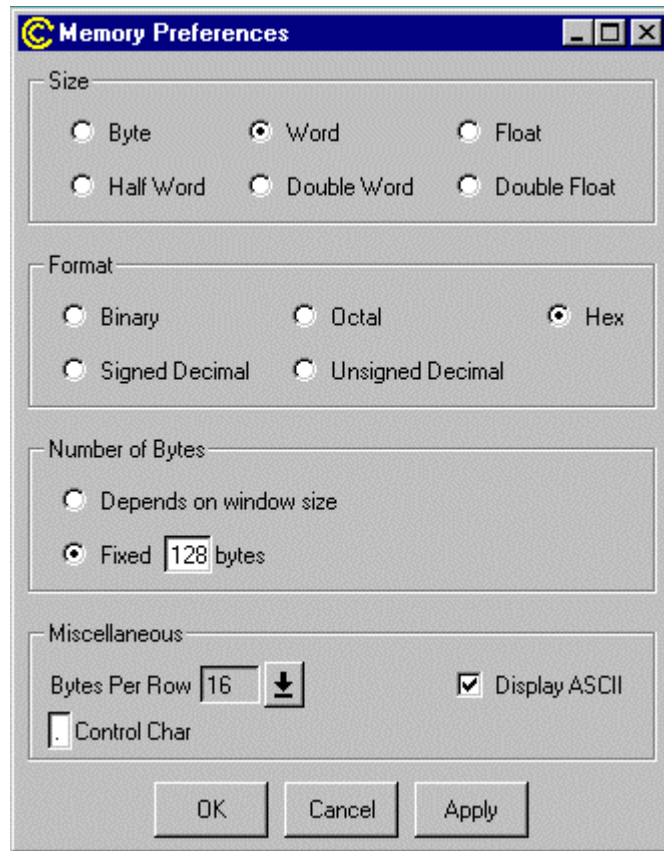 Memory Preferences
Size
Byte Word Float
Half Word Double Word Double Float
Format
Binary Octal Hex
Signed Decimal Unsigned Decimal
Number of Bytes
Depends on window size
Fixed 128 bytes
Miscellaneous
Bytes Per Row 16 Display ASCII
. Control Char
OK Cancel Apply